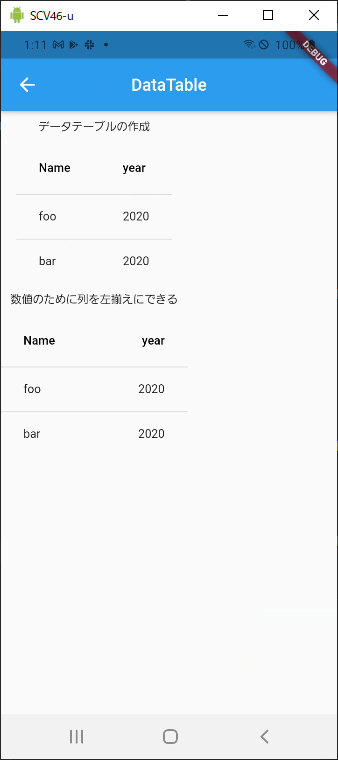 SCV46-u
1:11 100%
DEBUG
DataTable
データテーブルの作成
Name year
foo 2020
bar 2020
数値のために列を左揃えにできる
Name year
foo 2020
bar 2020